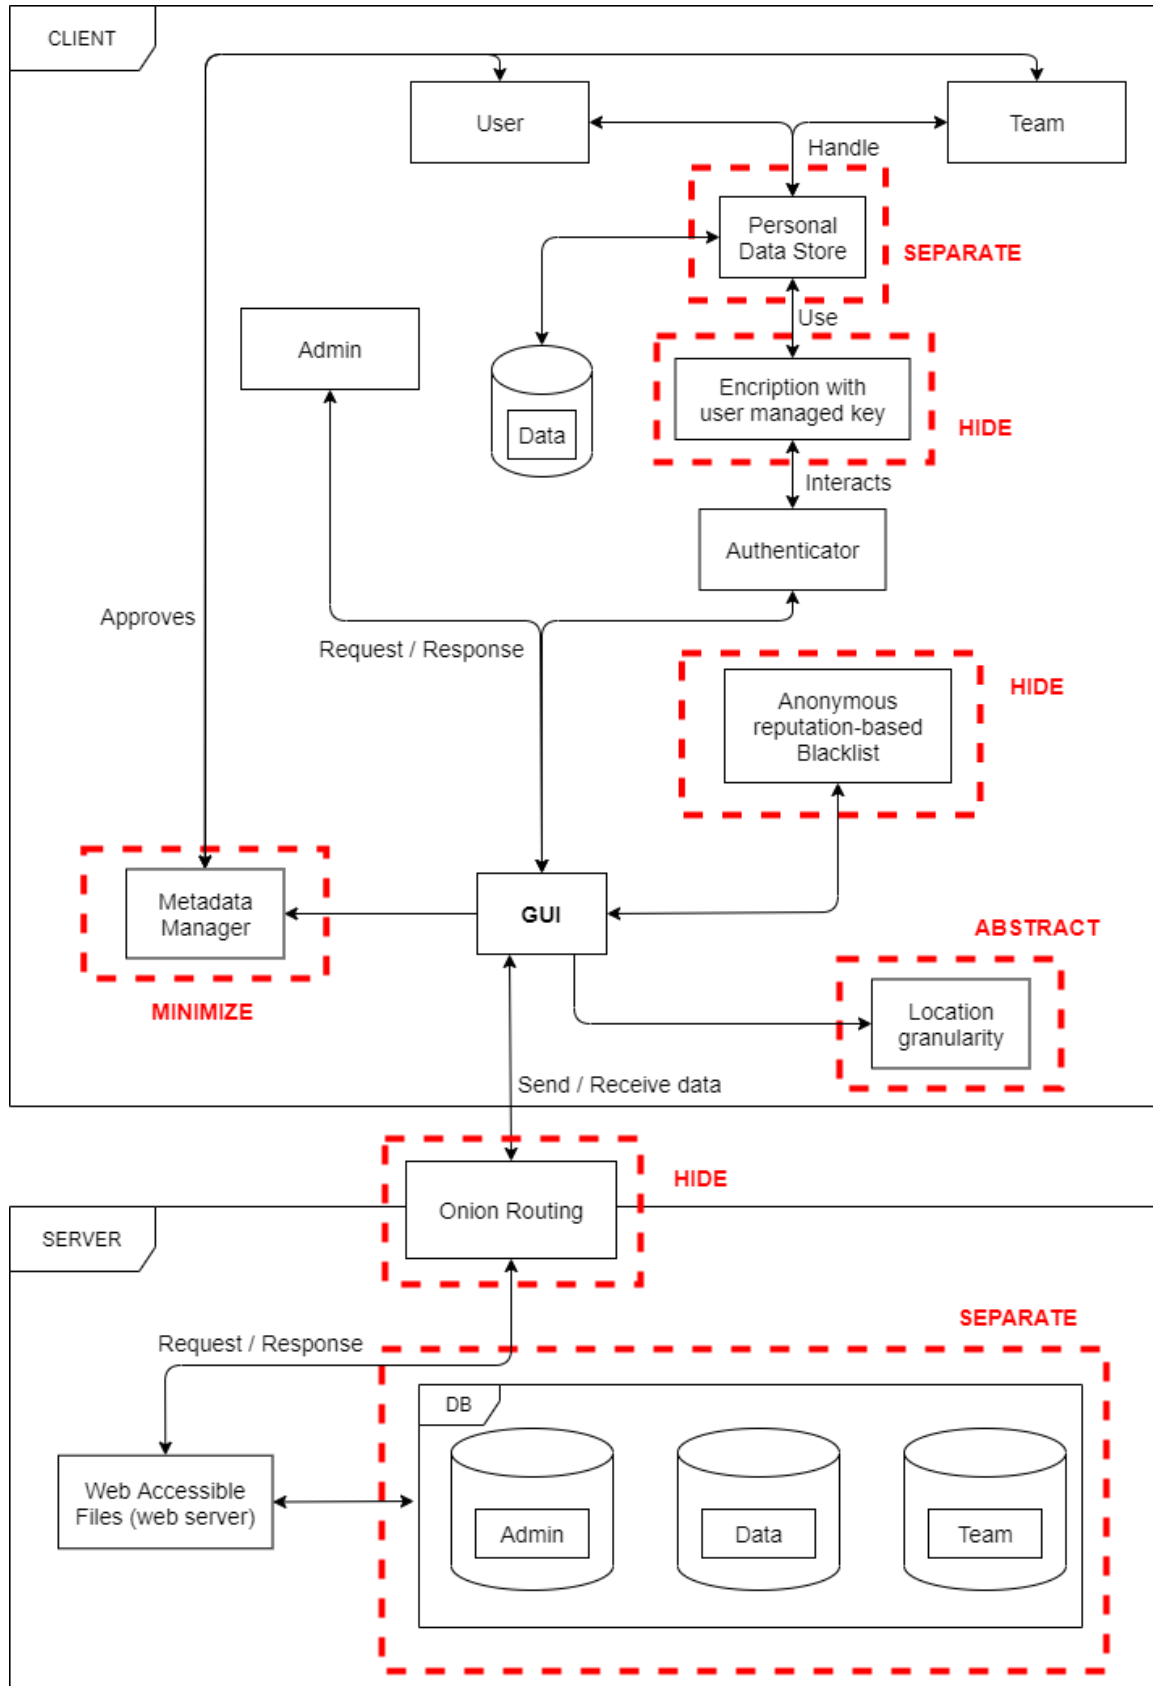 CLIENT
User
Team
Handle
Personal
Data Store
SEPARATE
Use
Admin
Encription with
user managed key
HIDE
Data
Interacts
Authenticator
Approves
Request / Response
HIDE
Anonymous
reputation-based
Blacklist
Metadata
Manager
GUI
ABSTRACT
MINIMIZE
Location
granularity
Send / Receive data
HIDE
Onion Routing
SERVER
SEPARATE
Request / Response
DB
Web Accessible
Files (web server)
Admin
Data
Team